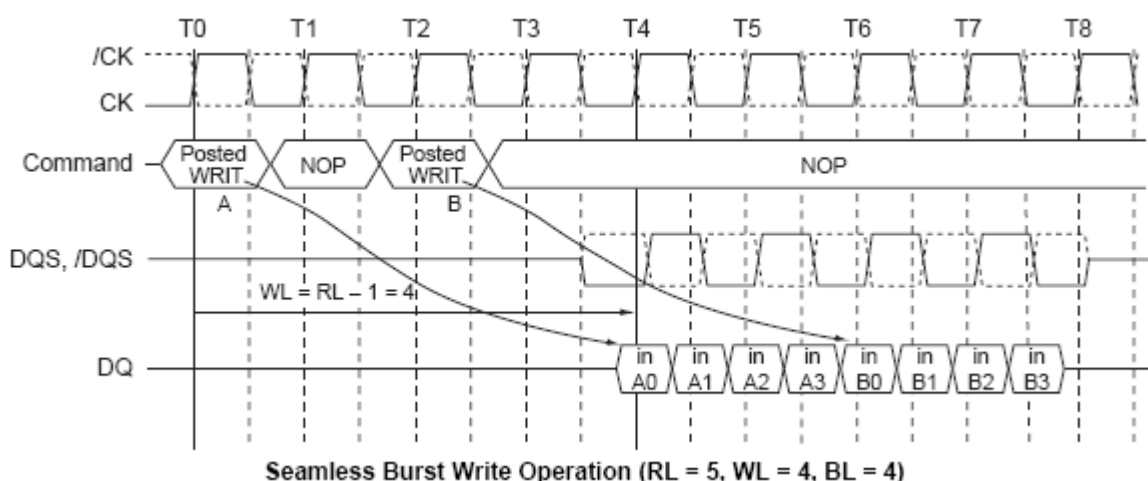 T0 T1 T2 T3 T4 T5 T6 T7 T8
/CK
CK
Command
Posted
WRIT
A
NOP
Posted
WRIT
B
NOP
DQS, /DQS
WL = RL – 1 = 4
DQ
in
A0
in
A1
in
A2
in
A3
in
B0
in
B1
in
B2
in
B3
Seamless Burst Write Operation (RL = 5, WL = 4, BL = 4)